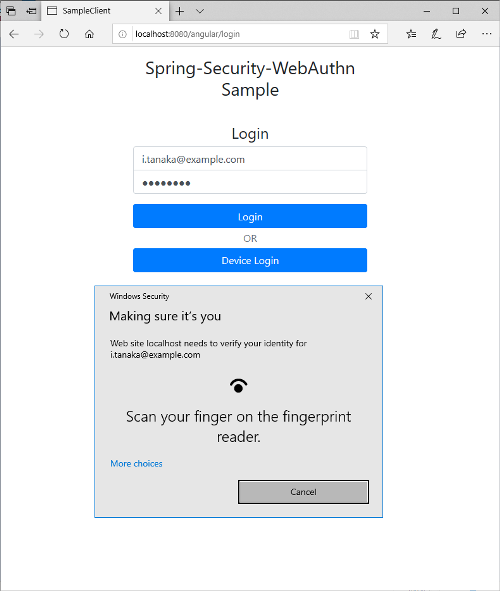 SampleClient
localhost:8080/angular/login
Spring-Security-WebAuthn
Sample
Login
i.tanaka@example.com
●●●●●●●●
Login
OR
Device Login
Windows Security
Making sure it's you
Web site localhost needs to verify your identity for
i.tanaka@example.com
Scan your finger on the fingerprint
reader.
More choices
Cancel